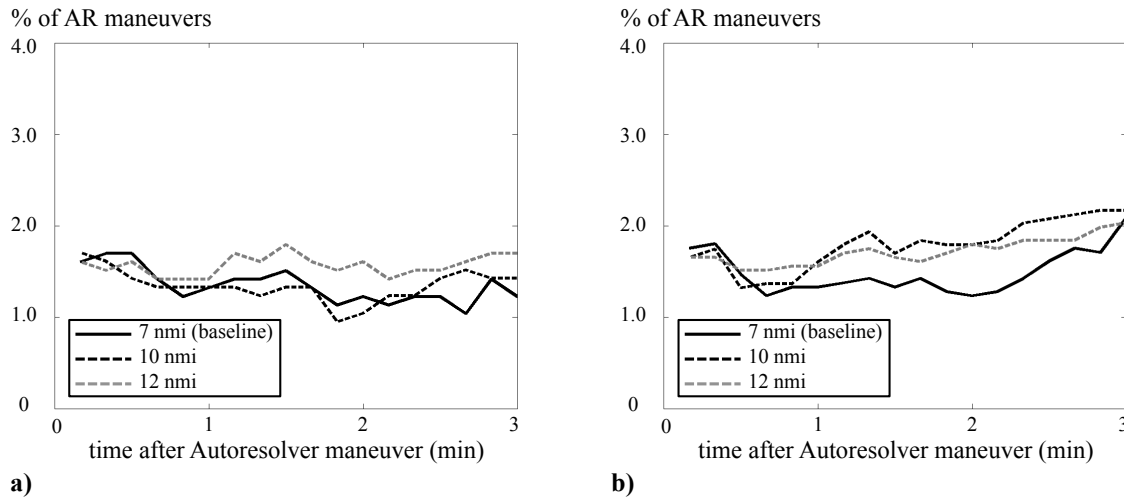 % of AR maneuvers
4.0
3.0
2.0
1.0
0
7 nmi (baseline)
10 nmi
12 nmi
0 1 2 3
time after Autoresolver maneuver (min)
a)
% of AR maneuvers
4.0
3.0
2.0
1.0
0
7 nmi (baseline)
10 nmi
12 nmi
0 1 2 3
time after Autoresolver maneuver (min)
b)